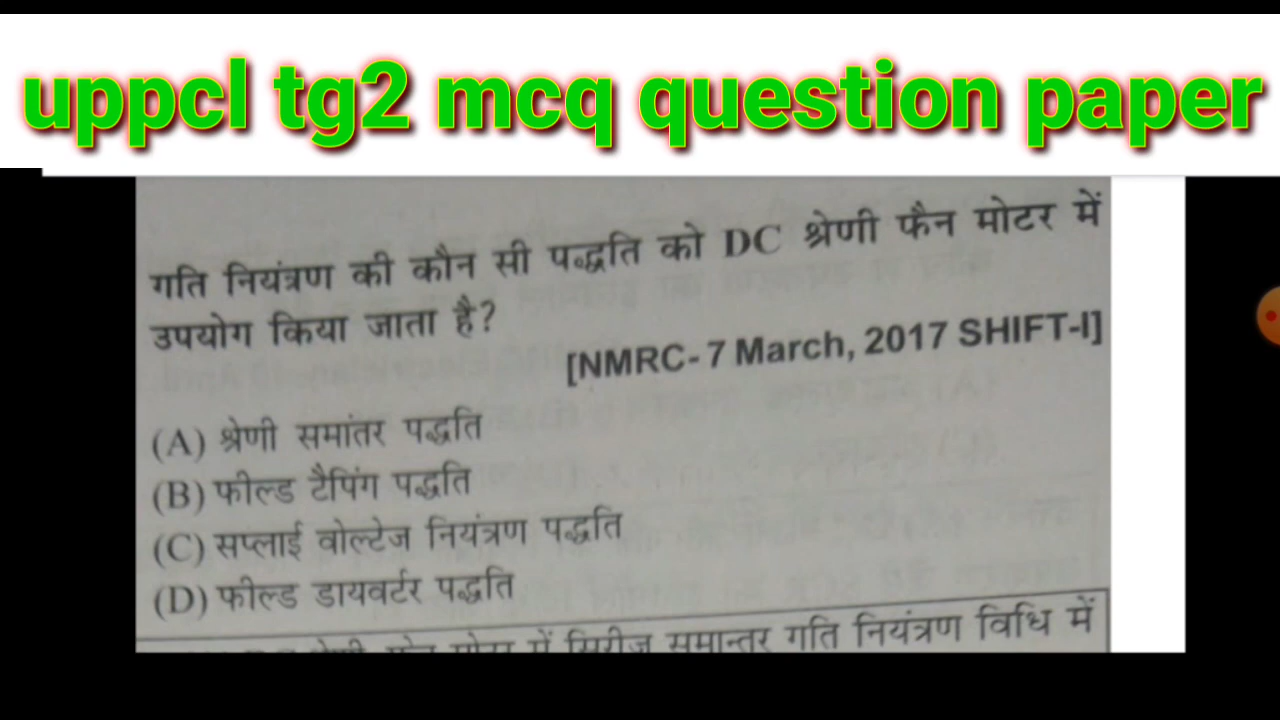 uppcl tg2 mcq question paper
गति नियंत्रण की कौन सी पद्धति को DC श्रेणी फैन मोटर में
उपयोग किया जाता है?
[NMRC- 7 March, 2017 SHIFT-I]
(A) श्रेणी समांतर पद्धति
(B) फील्ड टैपिंग पद्धति
(C) सप्लाई वोल्टेज नियंत्रण पद्धति
(D) फील्ड डायवर्टर पद्धति
श्रेणी फैन मोटर में सिरीज समान्तर गति नियंत्रण विधि में